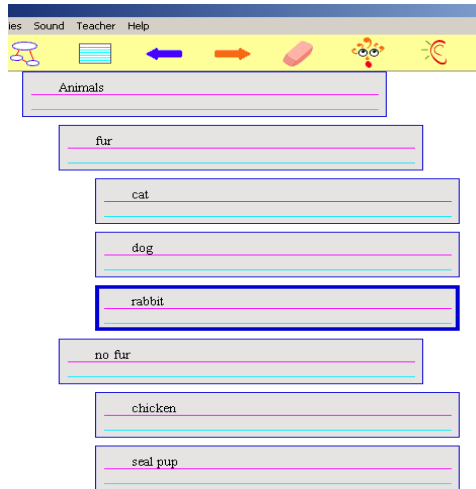 ies Sound Teacher Help
Animals
fur
cat
dog
rabbit
no fur
chicken
seal pup